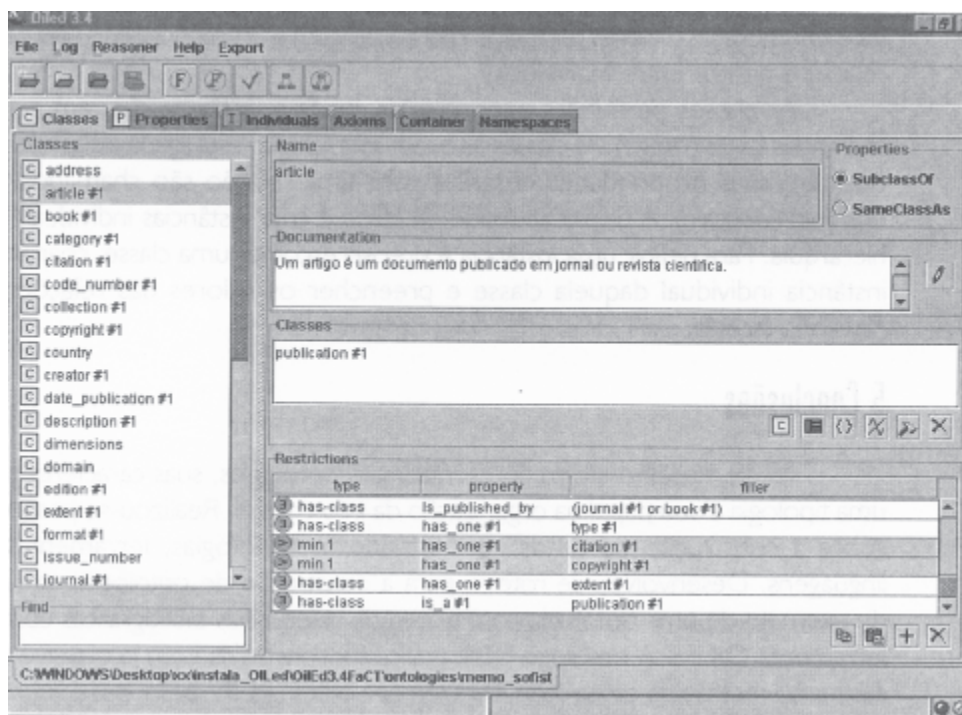 OilEd 3.4
File Log Reasoner Help Export
C Classes P Properties I Individuals Axioms Container Namespaces
Classes
C address
C article #1
C book #1
C category #1
C citation #1
C code_number #1
C collection #1
C copyright #1
C country
C creator #1
C date_publication #1
C description #1
C dimensions
C domain
C edition #1
C extent #1
C format #1
C issue_number
C journal #1
Find
Name
article
Properties
SubclassOf
SameClassAs
Documentation
Um artigo é um documento publicado em jornal ou revista científica.
Classes
publication #1
Restrictions
type property filler
has-class is_published_by (journal #1 or book #1)
has-class has_one #1 type #1
min 1 has_one #1 citation #1
min 1 has_one #1 copyright #1
has-class has_one #1 extent #1
has-class is_a #1 publication #1
C:\WINDOWS\Desktop\xx\instala_OILed\OilEd3.4FaCT\ontologies\memo_sofist